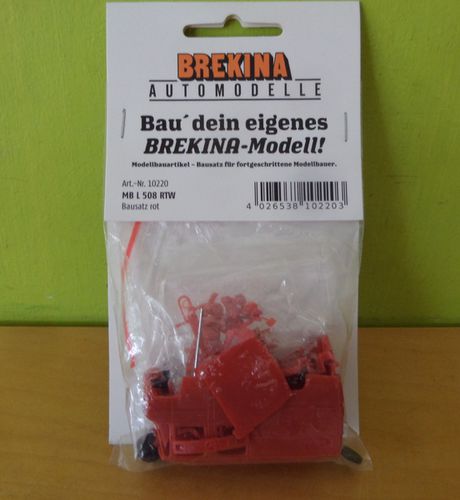 BREKINA
AUTOMODELLE
Bau´dein eigenes
BREKINA-Modell!
Modellbauartikel – Bausatz für fortgeschrittene Modellbauer.
Art.-Nr. 10220
MB L 508 RTW
Bausatz rot
4 026538 102203